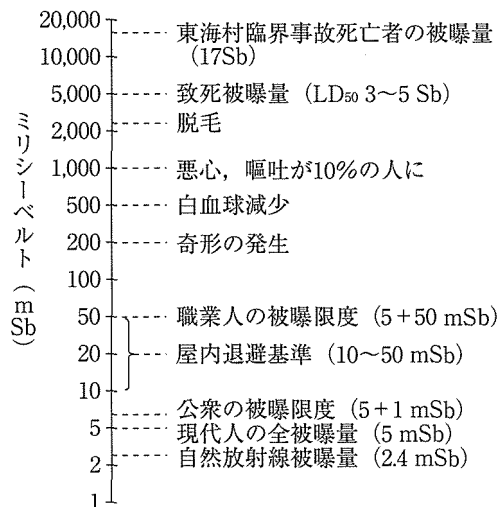 20,000
東海村臨界事故死亡者の被曝量
10,000
(17Sb)
5,000
致死被曝量 (LD₅₀ 3〜5 Sb)
脱毛
2,000
1,000
悪心，嘔吐が10%の人に
500
白血球減少
200
奇形の発生
100
50
職業人の被曝限度 (5+50 mSb)
20
屋内退避基準 (10〜50 mSb)
10
公衆の被曝限度 (5+1 mSb)
5
現代人の全被曝量 (5 mSb)
2
自然放射線被曝量 (2.4 mSb)
1
ミリシーベルト (mSb)